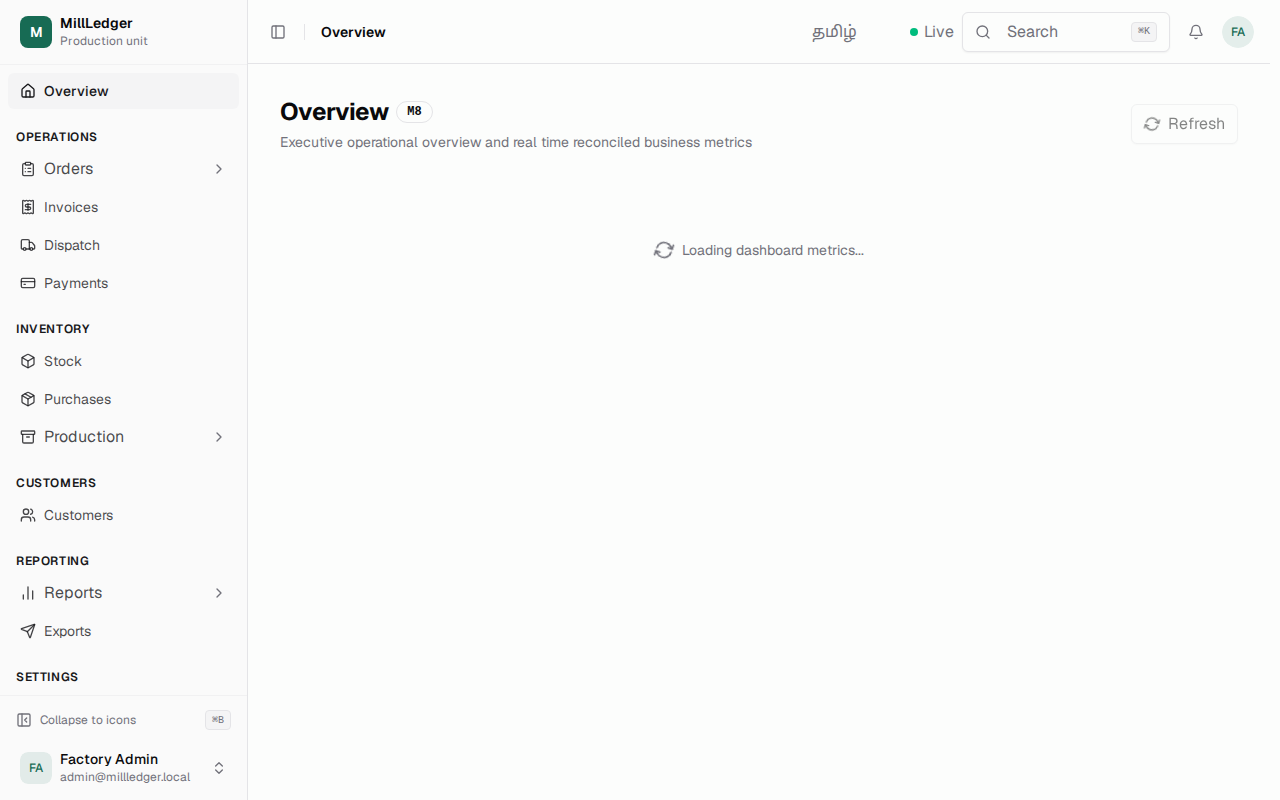 MillLedger
Production unit
Overview
OPERATIONS
Orders
Invoices
Dispatch
Payments
INVENTORY
Stock
Purchases
Production
CUSTOMERS
Customers
REPORTING
Reports
Exports
SETTINGS
Collapse to icons ⌘B
FA
Factory Admin
admin@millledger.local
Overview
தமிழ்
Live
Search ⌘K
FA
Overview M8
Executive operational overview and real time reconciled business metrics
Refresh
Loading dashboard metrics...
M